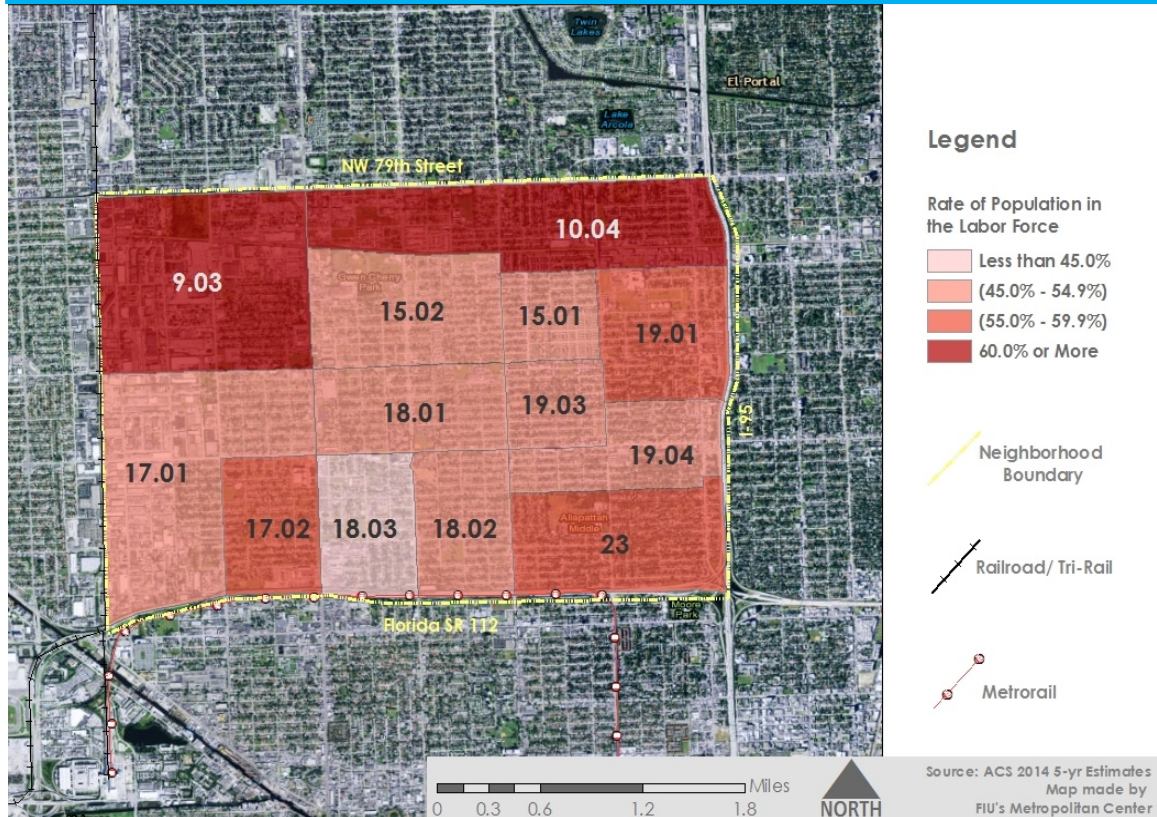 Twin
Lakes
El Portal
Lake
Arcola
NW 79th Street
10.04
9.03
Gwen Cherry
Park
15.02
15.01
19.01
18.01
19.03
I-95
17.01
19.04
17.02
18.03
18.02
Allapattah
Middle
23
Moore
Park
Florida SR 112
Legend
Rate of Population in
the Labor Force
Less than 45.0%
(45.0% - 54.9%)
(55.0% - 59.9%)
60.0% or More
Neighborhood
Boundary
Railroad/ Tri-Rail
Metrorail
Miles
0 0.3 0.6 1.2 1.8
NORTH
Source: ACS 2014 5-yr Estimates
Map made by
FIU's Metropolitan Center